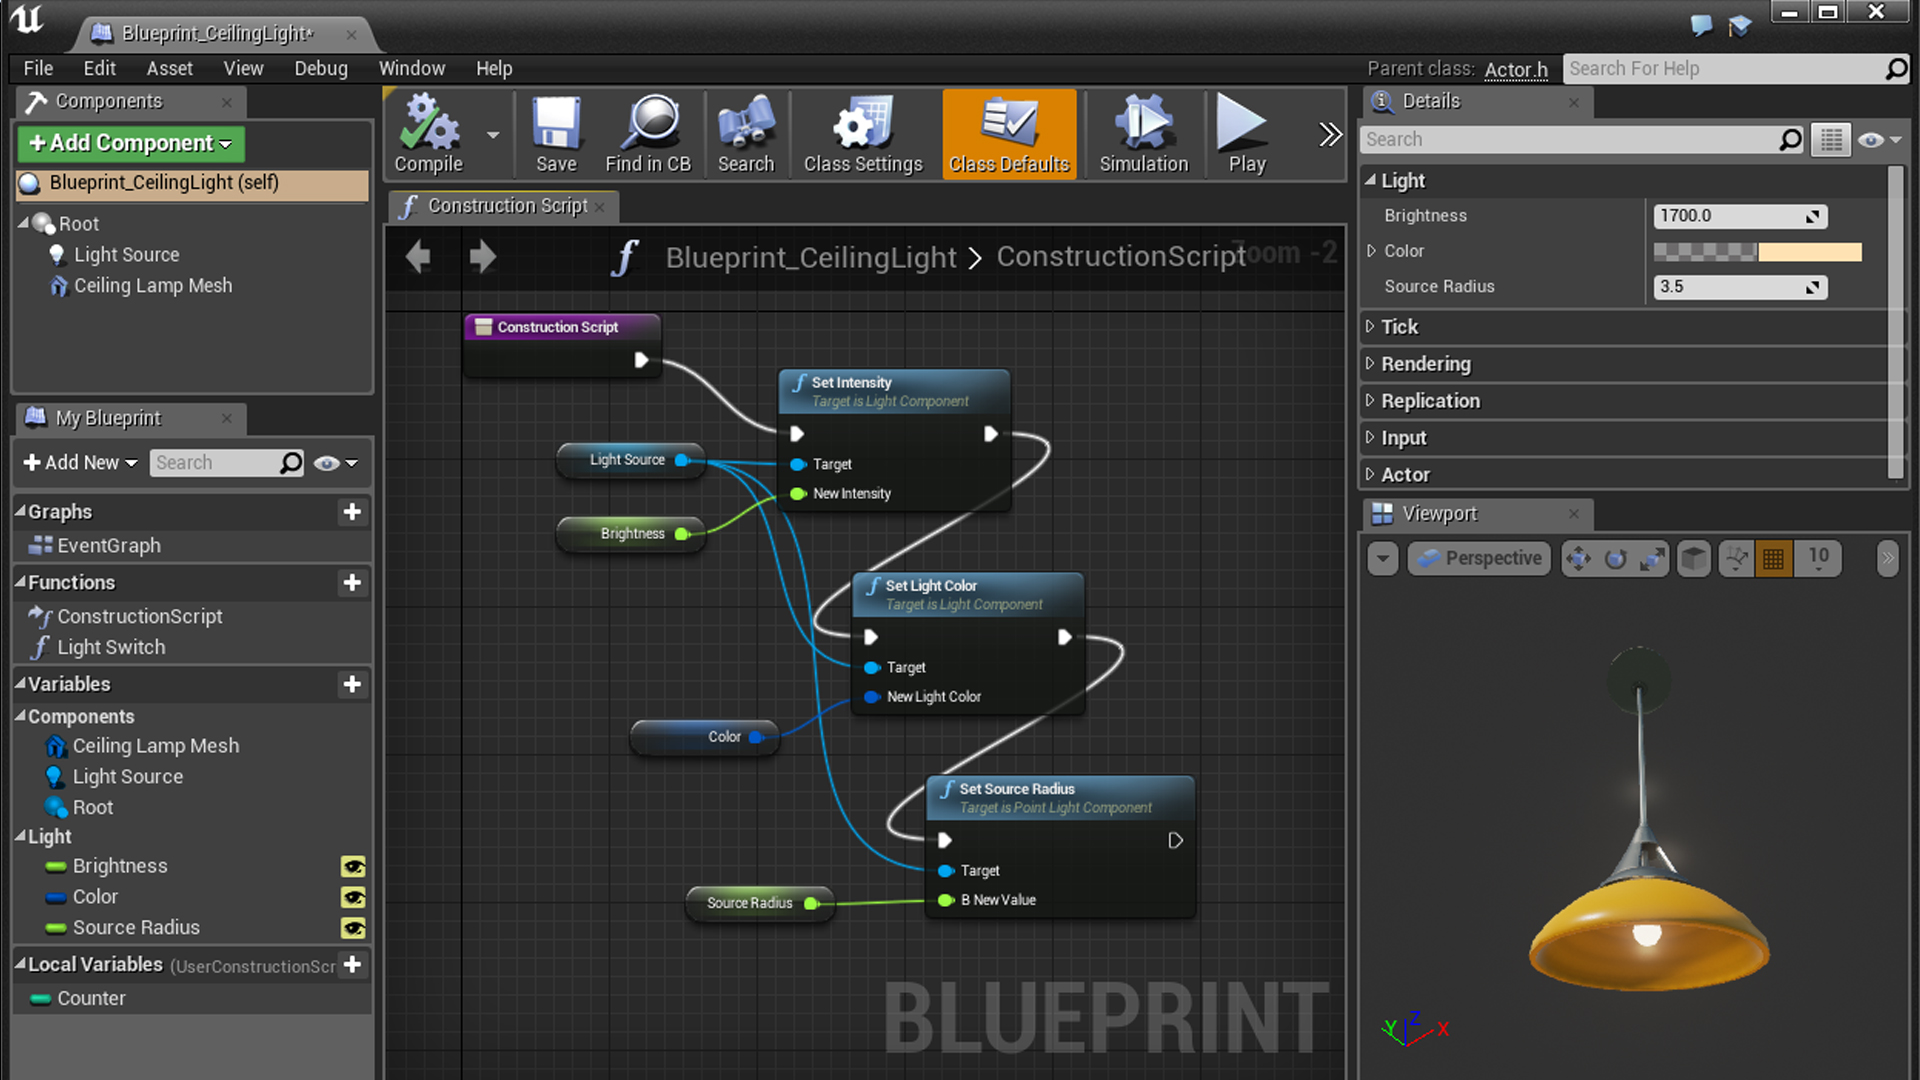 Blueprint_CeilingLight*
File Edit Asset View Debug Window Help
Parent class: Actor.h
Search For Help
Components
Add Component
Blueprint_CeilingLight (self)
Root
Light Source
Ceiling Lamp Mesh
My Blueprint
Add New
Search
Graphs
EventGraph
Functions
ConstructionScript
Light Switch
Variables
Components
Ceiling Lamp Mesh
Light Source
Root
Light
Brightness
Color
Source Radius
Local Variables (UserConstructionScr
Counter
Compile
Save
Find in CB
Search
Class Settings
Class Defaults
Simulation
Play
Construction Script
Blueprint_CeilingLight > ConstructionScript
Zoom -2
Construction Script
Set Intensity
Target is Light Component
Target
New Intensity
Light Source
Brightness
Set Light Color
Target is Light Component
Target
New Light Color
Color
Set Source Radius
Target is Point Light Component
Target
B New Value
Source Radius
BLUEPRINT
Details
Search
Light
Brightness 1700.0
Color
Source Radius 3.5
Tick
Rendering
Replication
Input
Actor
Viewport
Perspective
10
Y Z X